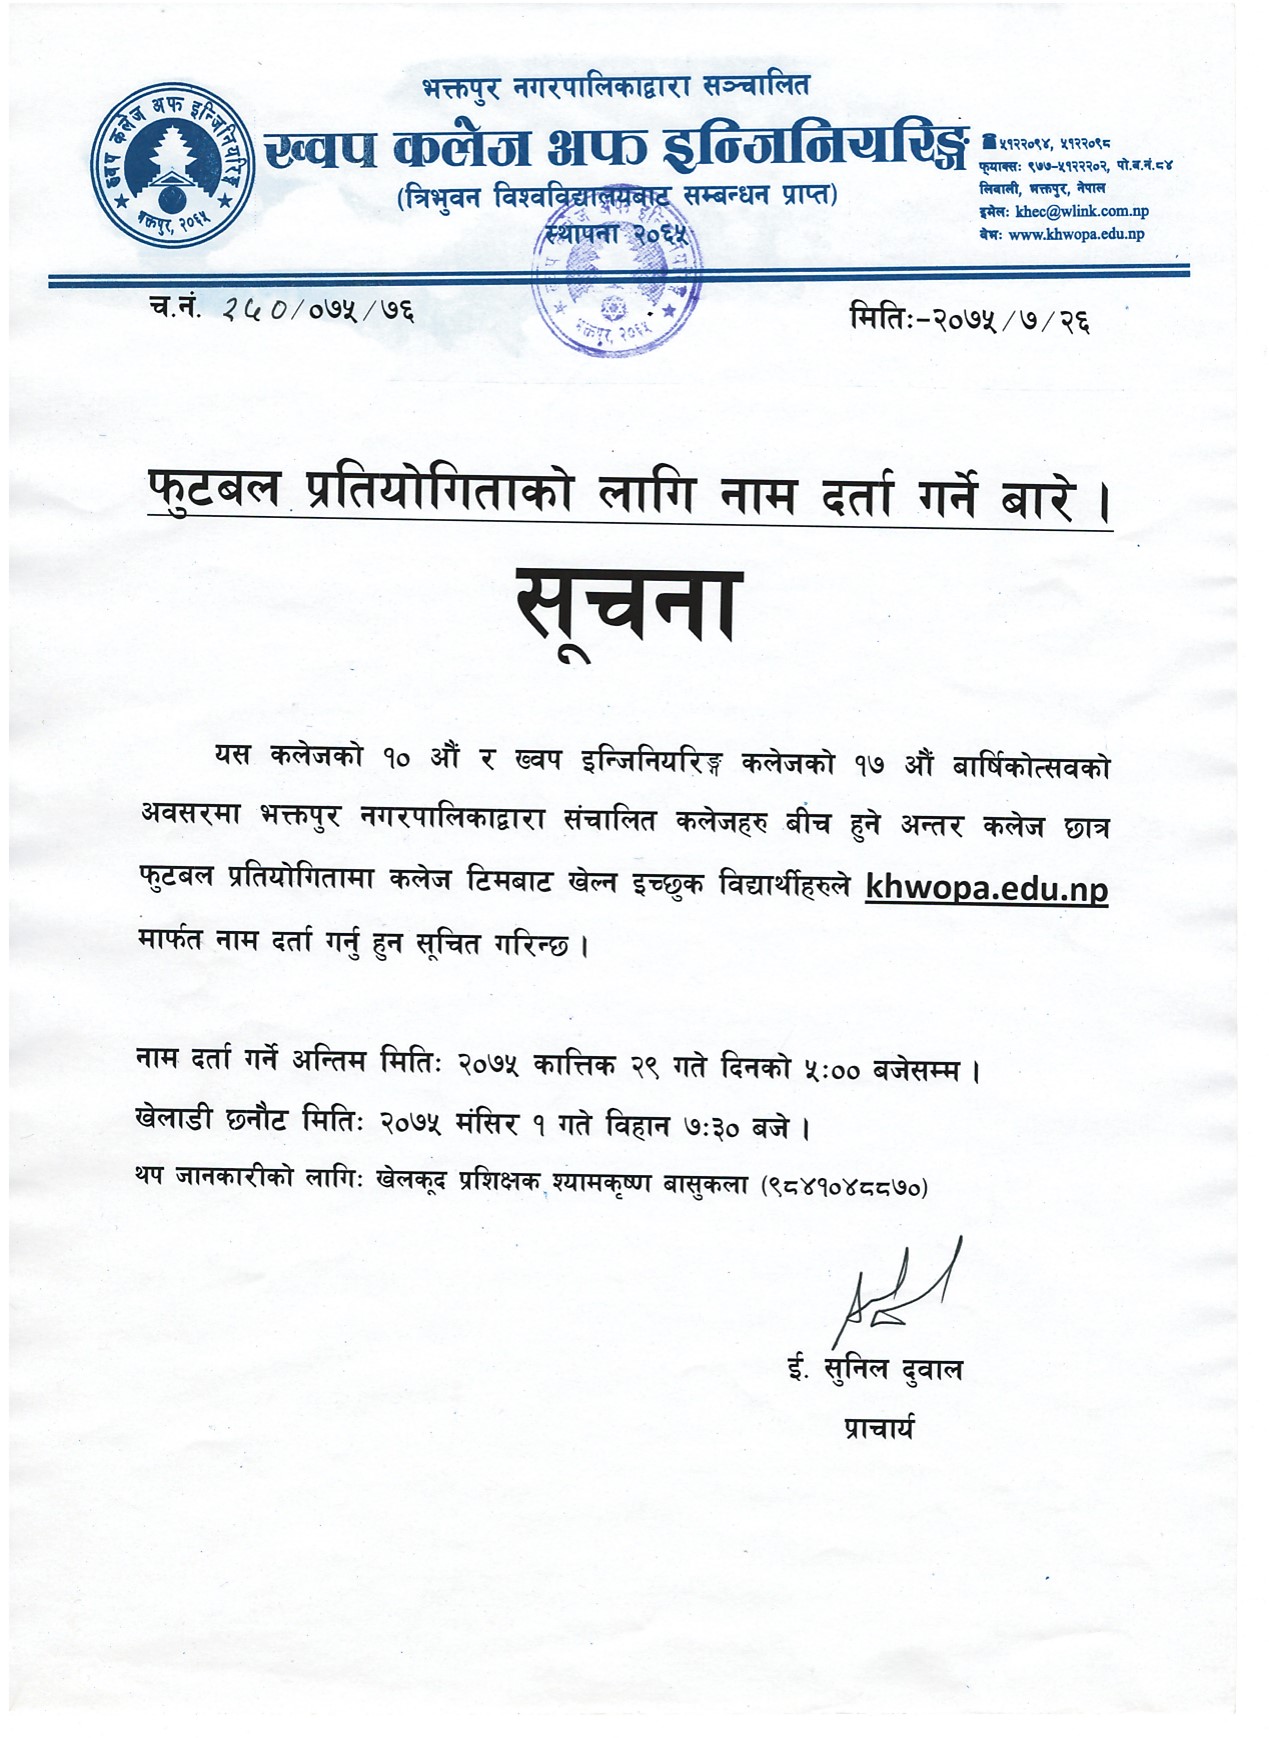 भक्तपुर नगरपालिकाद्वारा सञ्चालित
ख्वप कलेज अफ इन्जिनियरिङ्ग
(त्रिभुवन विश्वविद्यालयबाट सम्बन्धन प्राप्त)
स्थापना २०६५
ख्वप कलेज अफ इन्जिनियरिङ्ग
भक्तपुर, २०६५
☎ ५१२२०९४, ५१२२०९८
फ्याक्सः ९७७-५१२२२०२, पो.ब.नं.८४
लिवाली, भक्तपुर, नेपाल
इमेलः khec@wlink.com.np
वेभः www.khwopa.edu.np
च.नं. २५०/०७५/७६
मितिः-२०७५/७/२६
भक्तपुर, २०६५
फुटबल प्रतियोगिताको लागि नाम दर्ता गर्ने बारे ।
सूचना
यस कलेजको १० औं र ख्वप इन्जिनियरिङ्ग कलेजको १७ औं बार्षिकोत्सवको
अवसरमा भक्तपुर नगरपालिकाद्वारा संचालित कलेजहरु बीच हुने अन्तर कलेज छात्र
फुटबल प्रतियोगितामा कलेज टिमबाट खेल्न इच्छुक विद्यार्थीहरुले khwopa.edu.np
मार्फत नाम दर्ता गर्नु हुन सूचित गरिन्छ ।
नाम दर्ता गर्ने अन्तिम मितिः २०७५ कात्तिक २९ गते दिनको ५:०० बजेसम्म ।
खेलाडी छनौट मितिः २०७५ मंसिर १ गते विहान ७:३० बजे ।
थप जानकारीको लागिः खेलकूद प्रशिक्षक श्यामकृष्ण बासुकला (९८४१०४८८७०)
ई. सुनिल दुवाल
प्राचार्य